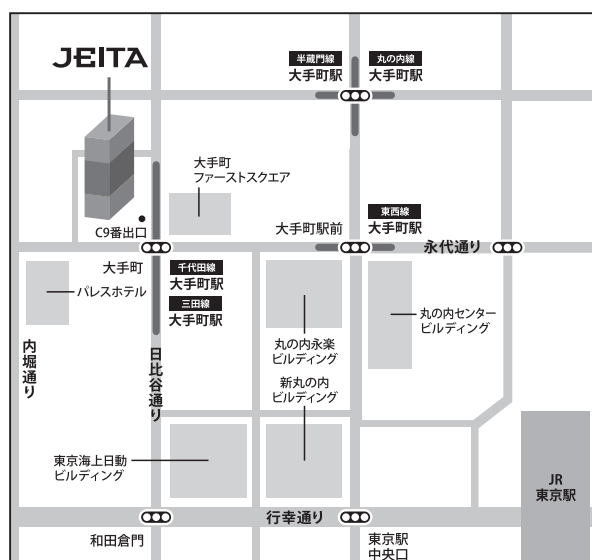 JEITA
半蔵門線
大手町駅
丸の内線
大手町駅
大手町
ファーストスクエア
C9番出口
大手町駅前
東西線
大手町駅
永代通り
大手町
千代田線
大手町駅
三田線
大手町駅
パレスホテル
丸の内センター
ビルディング
内堀通り
日比谷通り
丸の内永楽
ビルディング
新丸の内
ビルディング
東京海上日動
ビルディング
JR
東京駅
行幸通り
和田倉門
東京駅
中央口